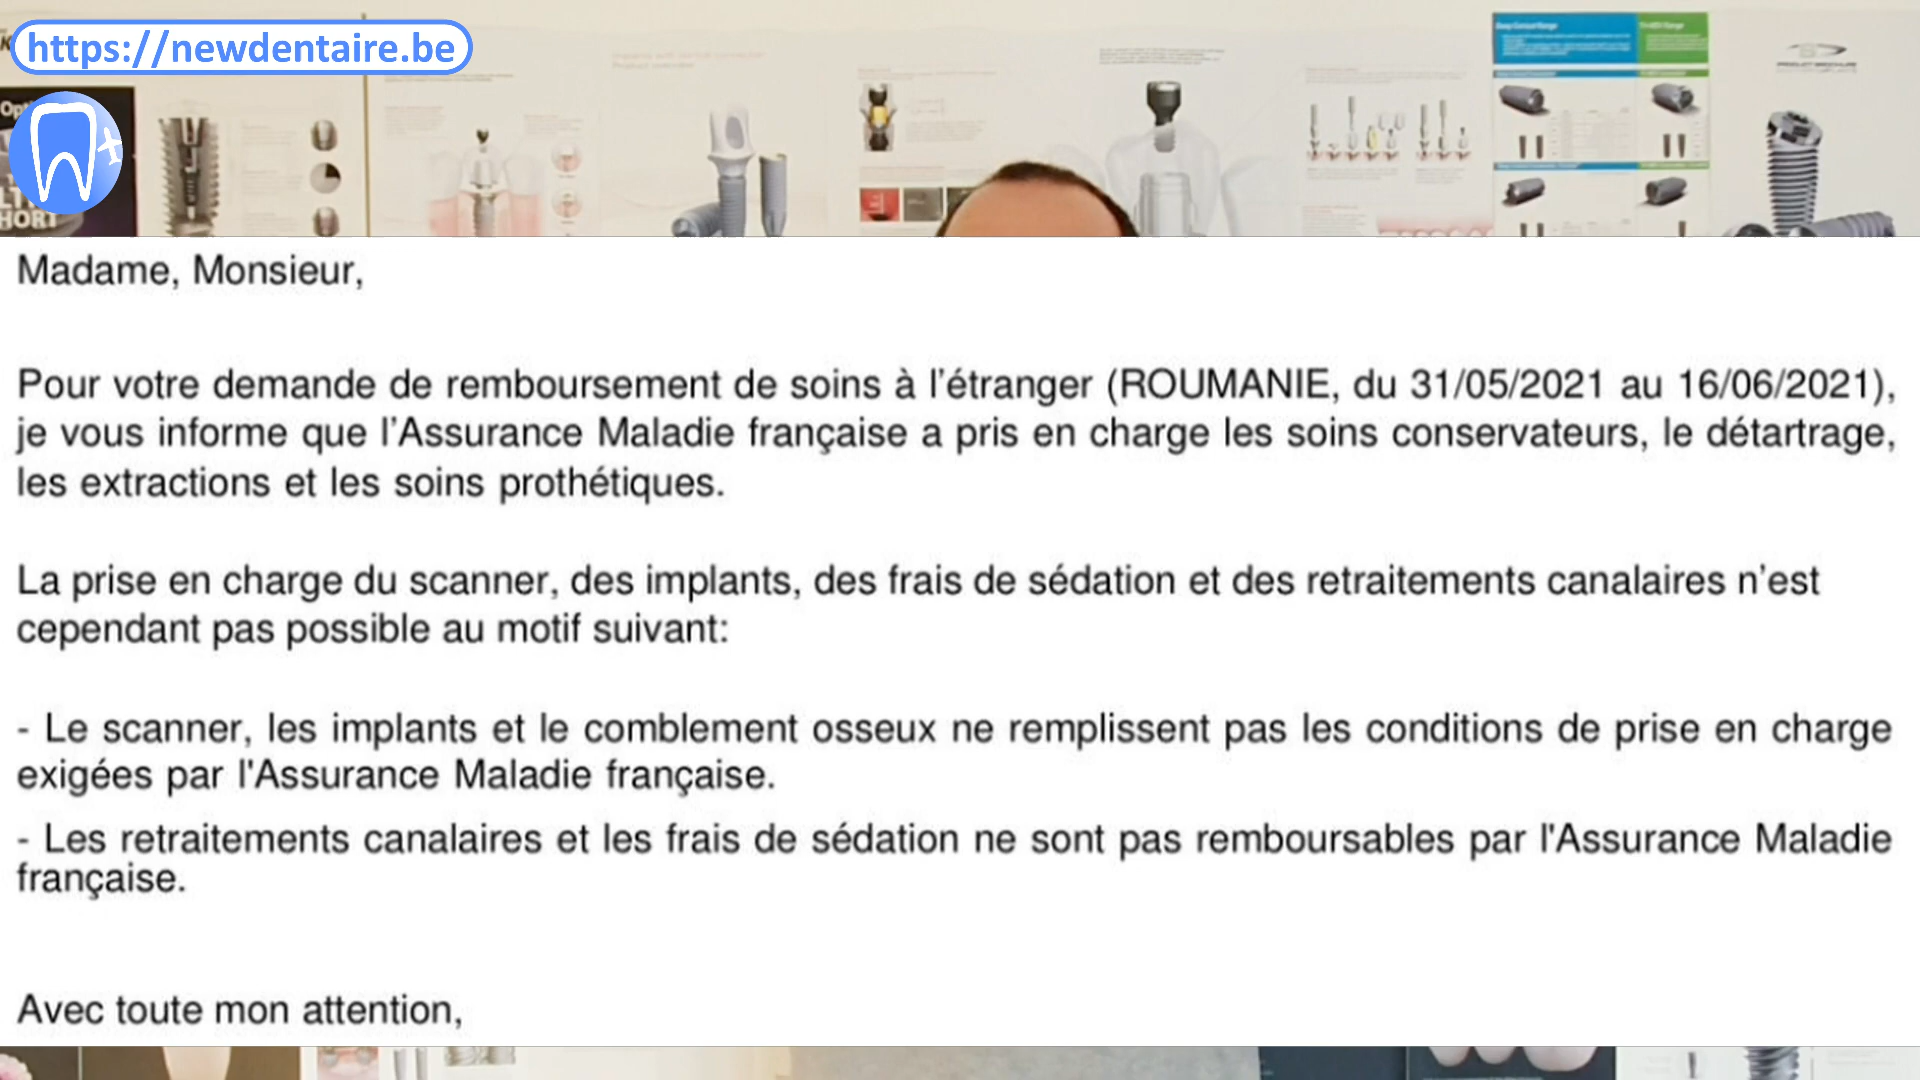 https://newdentaire.be
HORT
Madame, Monsieur,
Pour votre demande de remboursement de soins à l'étranger (ROUMANIE, du 31/05/2021 au 16/06/2021),
je vous informe que l'Assurance Maladie française a pris en charge les soins conservateurs, le détartrage,
les extractions et les soins prothétiques.
La prise en charge du scanner, des implants, des frais de sédation et des retraitements canalaires n'est
cependant pas possible au motif suivant:
- Le scanner, les implants et le comblement osseux ne remplissent pas les conditions de prise en charge
exigées par l'Assurance Maladie française.
- Les retraitements canalaires et les frais de sédation ne sont pas remboursables par l'Assurance Maladie
française.
Avec toute mon attention,